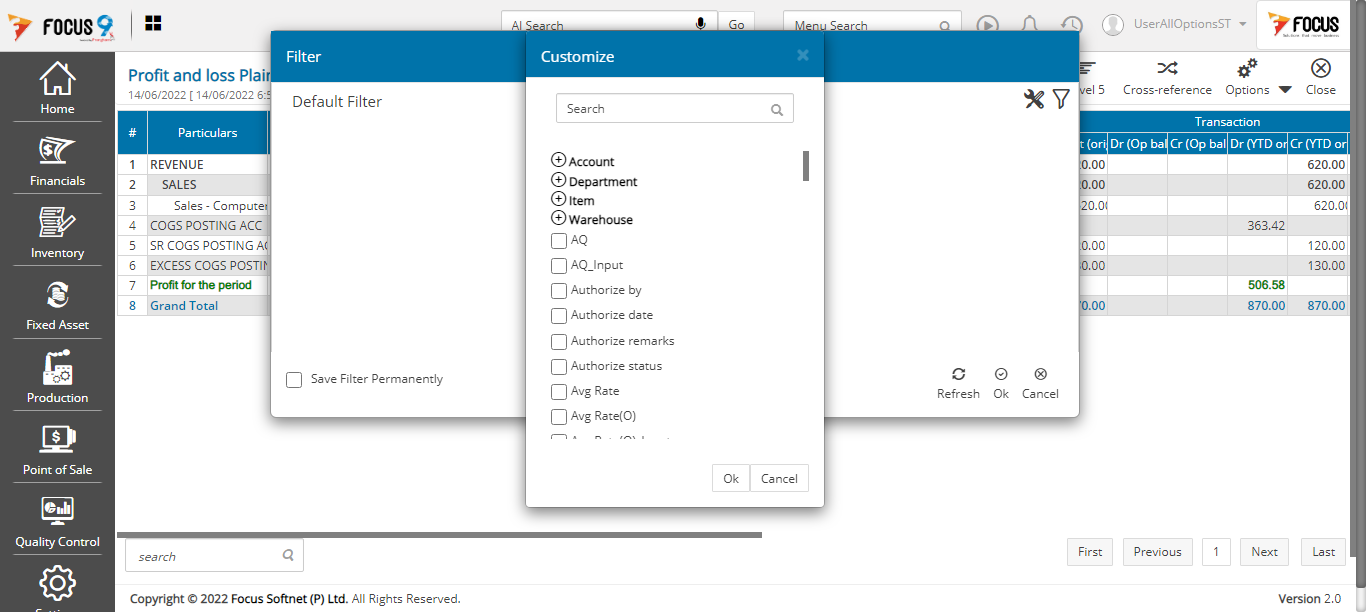 FOCUS 9
AI Search
Go
Menu Search
UserAllOptionsST
FOCUS
Home
Financials
Inventory
Fixed Asset
Production
Point of Sale
Quality Control
Profit and loss Plain
14/06/2022 [ 14/06/2022 6:5
vel 5
Cross-reference
Options
Close
# Particulars
Transaction
t (ori Dr (Op bal Cr (Op bal Dr (YTD or Cr (YTD or
1 REVENUE 0.00 620.00
2 SALES 0.00 620.00
3 Sales - Computer 20.00 620.00
4 COGS POSTING ACC 363.42
5 SR COGS POSTING AC 0.00 120.00
6 EXCESS COGS POSTIN 0.00 130.00
7 Profit for the period 506.58
8 Grand Total 0.00 870.00 870.00
Filter
Default Filter
Save Filter Permanently
Refresh
Ok
Cancel
Customize
Search
Account
Department
Item
Warehouse
AQ
AQ_Input
Authorize by
Authorize date
Authorize remarks
Authorize status
Avg Rate
Avg Rate(O)
Ok
Cancel
search
First
Previous
1
Next
Last
Copyright © 2022 Focus Softnet (P) Ltd. All Rights Reserved.
Version 2.0